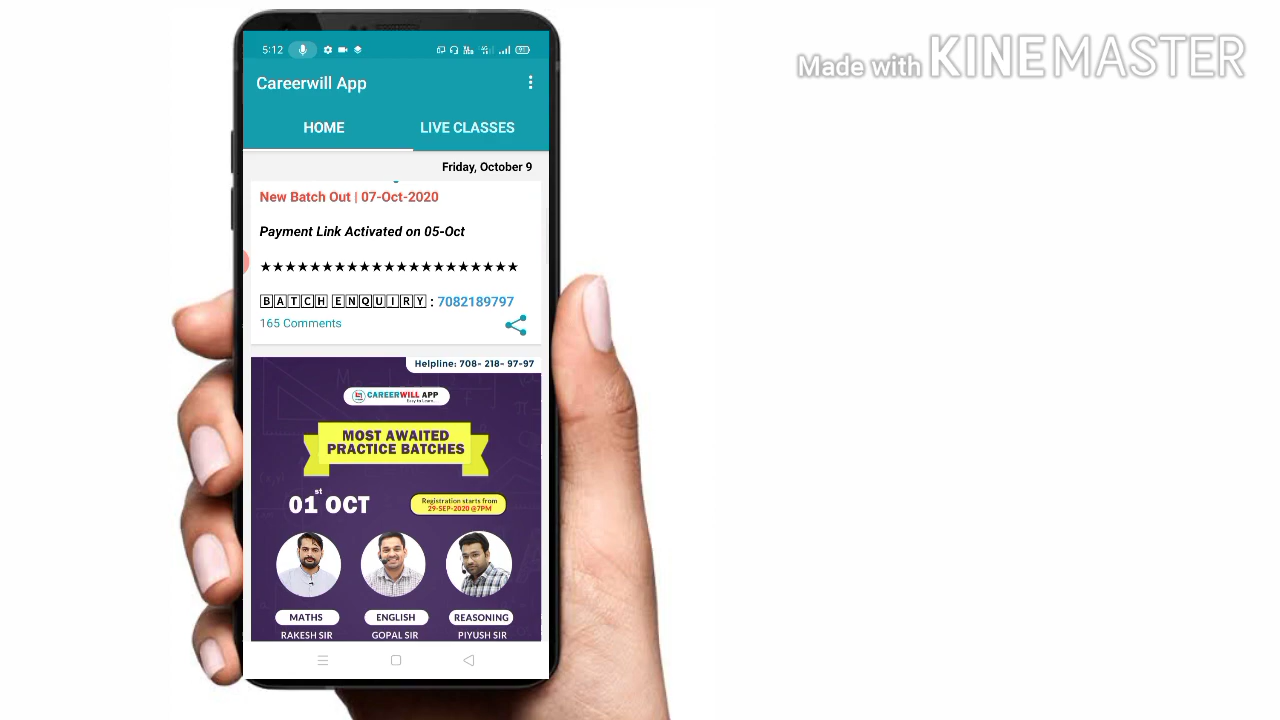 Made with KINEMASTER
5:12
Careerwill App
HOME
LIVE CLASSES
Friday, October 9
New Batch Out | 07-Oct-2020
Payment Link Activated on 05-Oct
★★★★★★★★★★★★★★★★★★★★★
🄱🄰🅃🄲🄷 🄴🄽🅀🅄🄸🅁🅈 : 7082189797
165 Comments
Helpline: 708- 218- 97-97
CAREERWILL APP
Easy to Learn
MOST AWAITED
PRACTICE BATCHES
01st OCT
Registration starts from
29-SEP-2020 @7PM
MATHS
ENGLISH
REASONING
RAKESH SIR
GOPAL SIR
PIYUSH SIR